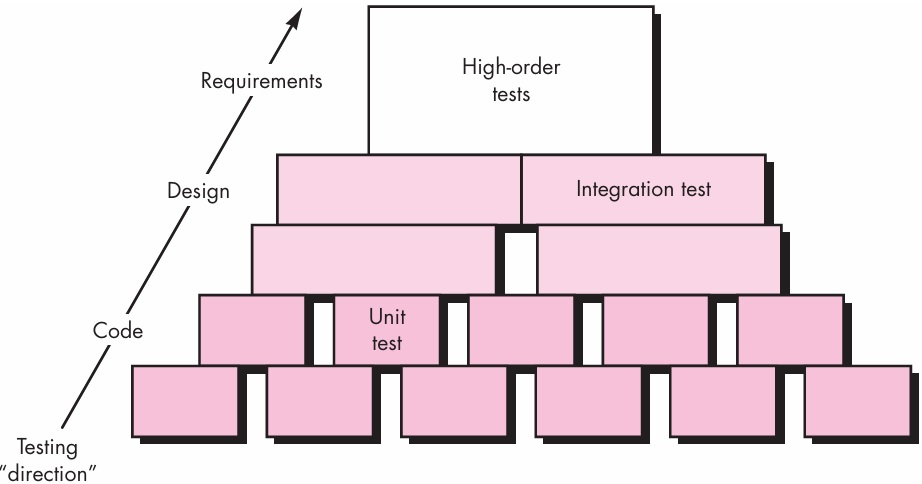 High-order
tests
Requirements
Design
Integration test
Code
Unit
test
Testing
“direction”